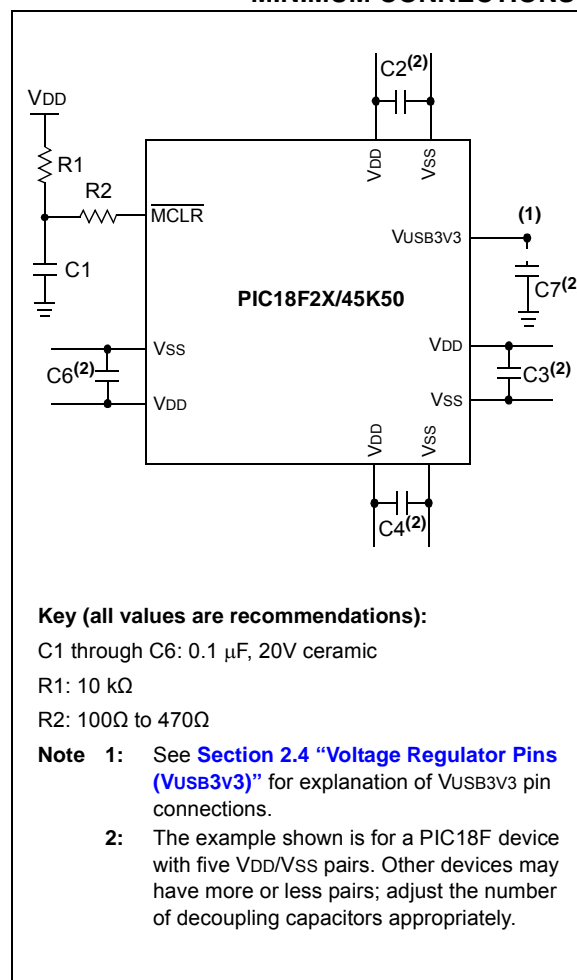 C2(2)
VDD
R1
R2
MCLR
C1
VDD
VSS
VUSB3V3
(1)
C7(2
PIC18F2X/45K50
VSS
C6(2)
VDD
VDD
C3(2)
VSS
VDD
VSS
C4(2)
Key (all values are recommendations):
C1 through C6: 0.1 μF, 20V ceramic
R1: 10 kΩ
R2: 100Ω to 470Ω
Note 1: See Section 2.4 “Voltage Regulator Pins
(VUSB3V3)” for explanation of VUSB3V3 pin
connections.
2: The example shown is for a PIC18F device
with five VDD/VSS pairs. Other devices may
have more or less pairs; adjust the number
of decoupling capacitors appropriately.